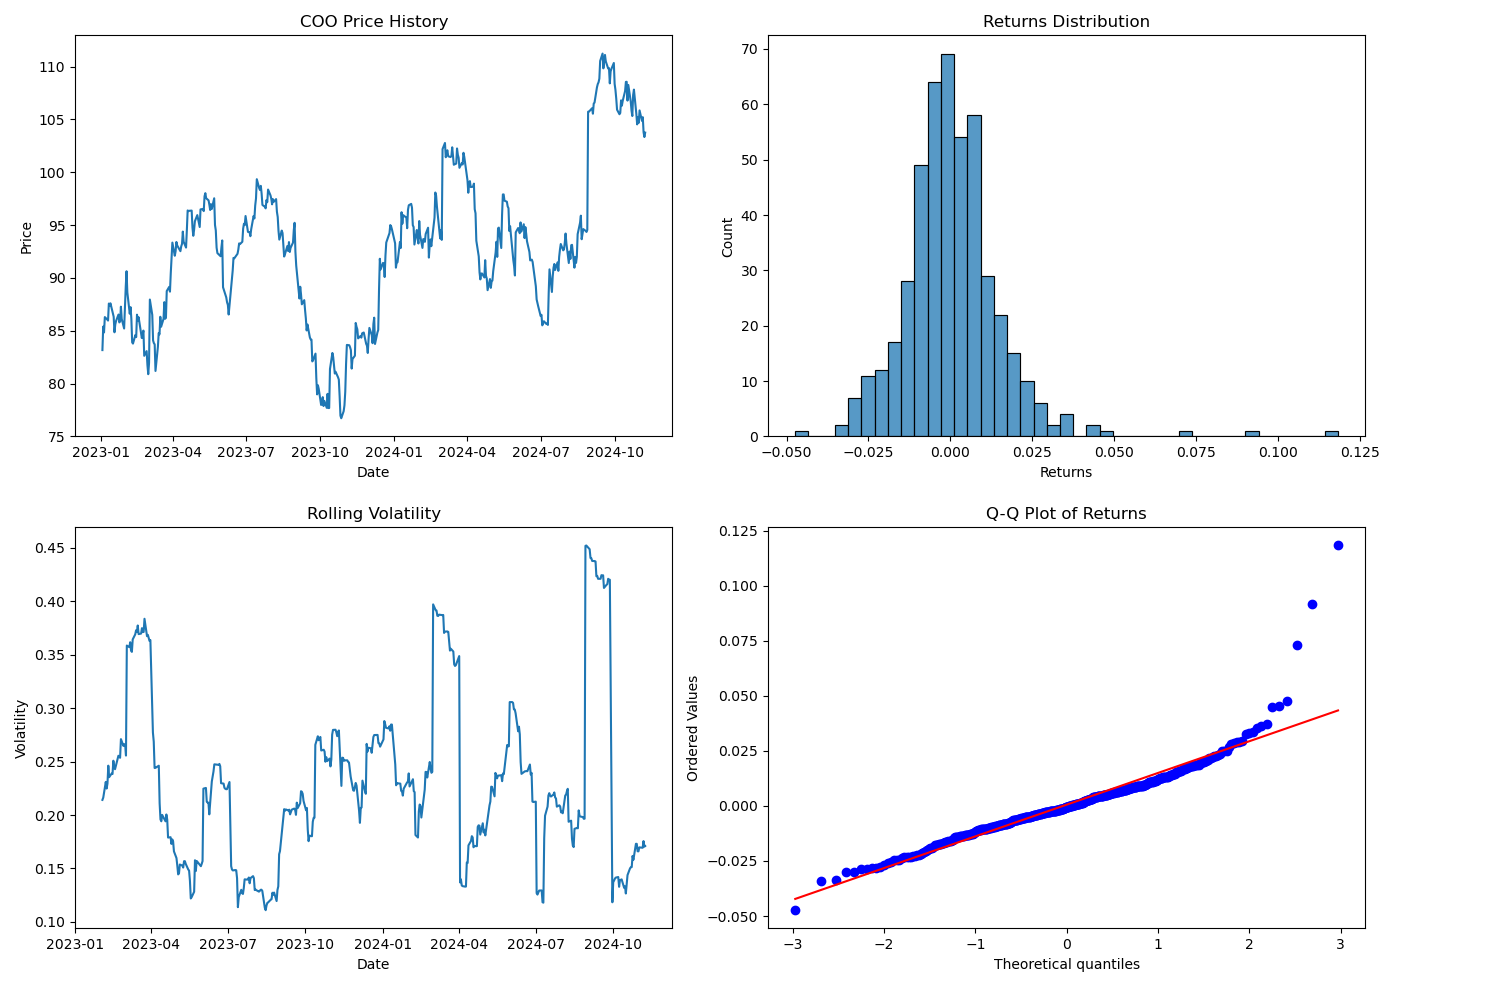 COO Price History
Price
110
105
100
95
90
85
80
75
2023-01 2023-04 2023-07 2023-10 2024-01 2024-04 2024-07 2024-10
Date
Returns Distribution
Count
70
60
50
40
30
20
10
0
−0.050 −0.025 0.000 0.025 0.050 0.075 0.100 0.125
Returns
Rolling Volatility
Volatility
0.45
0.40
0.35
0.30
0.25
0.20
0.15
0.10
2023-01 2023-04 2023-07 2023-10 2024-01 2024-04 2024-07 2024-10
Date
Q-Q Plot of Returns
Ordered Values
0.125
0.100
0.075
0.050
0.025
0.000
−0.025
−0.050
−3 −2 −1 0 1 2 3
Theoretical quantiles